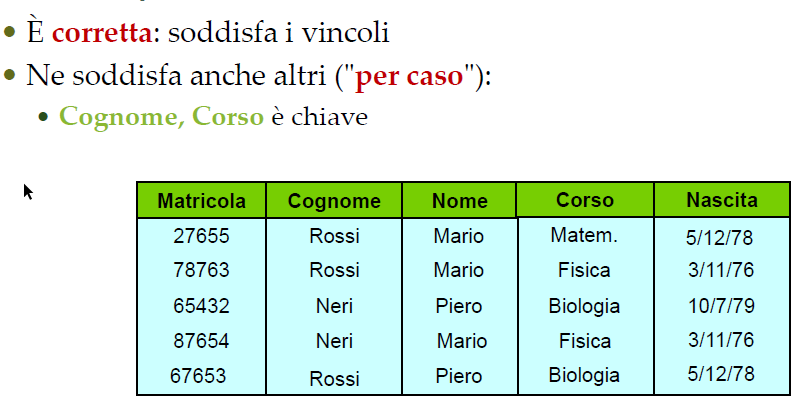 È corretta: soddisfa i vincoli
Ne soddisfa anche altri ("per caso"):
Cognome, Corso è chiave
Matricola Cognome Nome Corso Nascita
27655 Rossi Mario Matem. 5/12/78
78763 Rossi Mario Fisica 3/11/76
65432 Neri Piero Biologia 10/7/79
87654 Neri Mario Fisica 3/11/76
67653 Rossi Piero Biologia 5/12/78